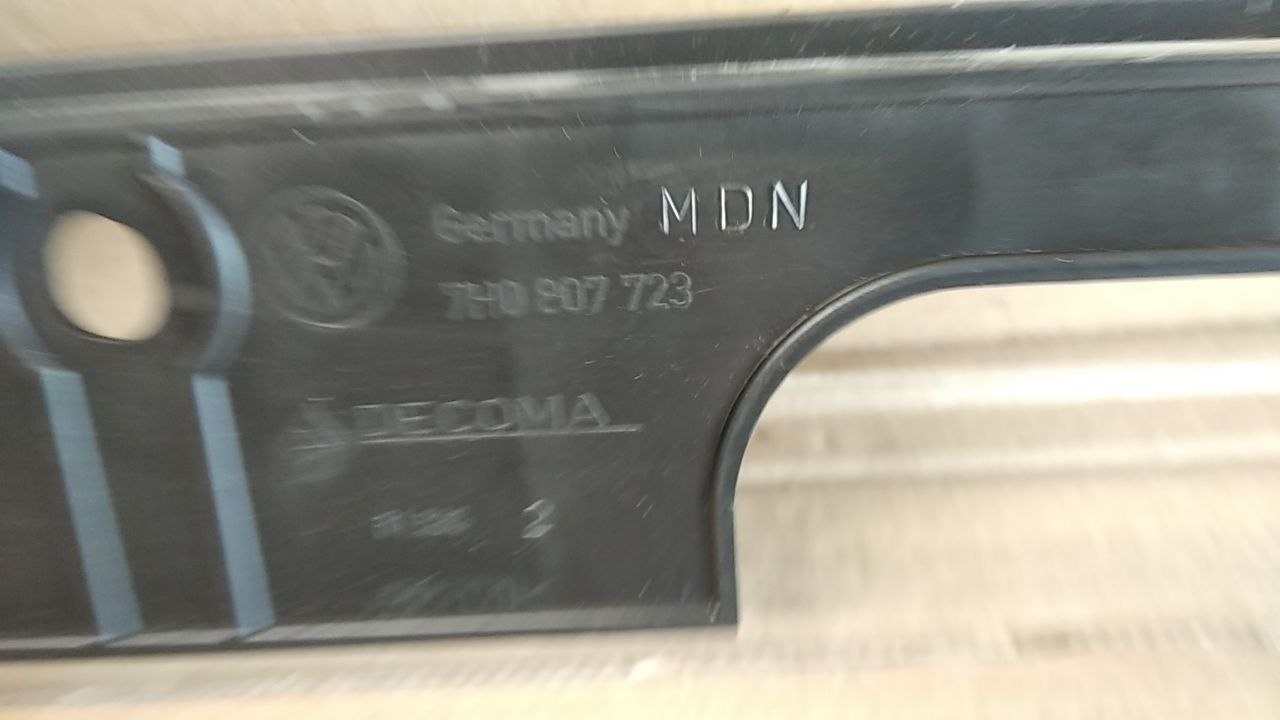 Germany MDN
7H0 807 723
DECOMA
2